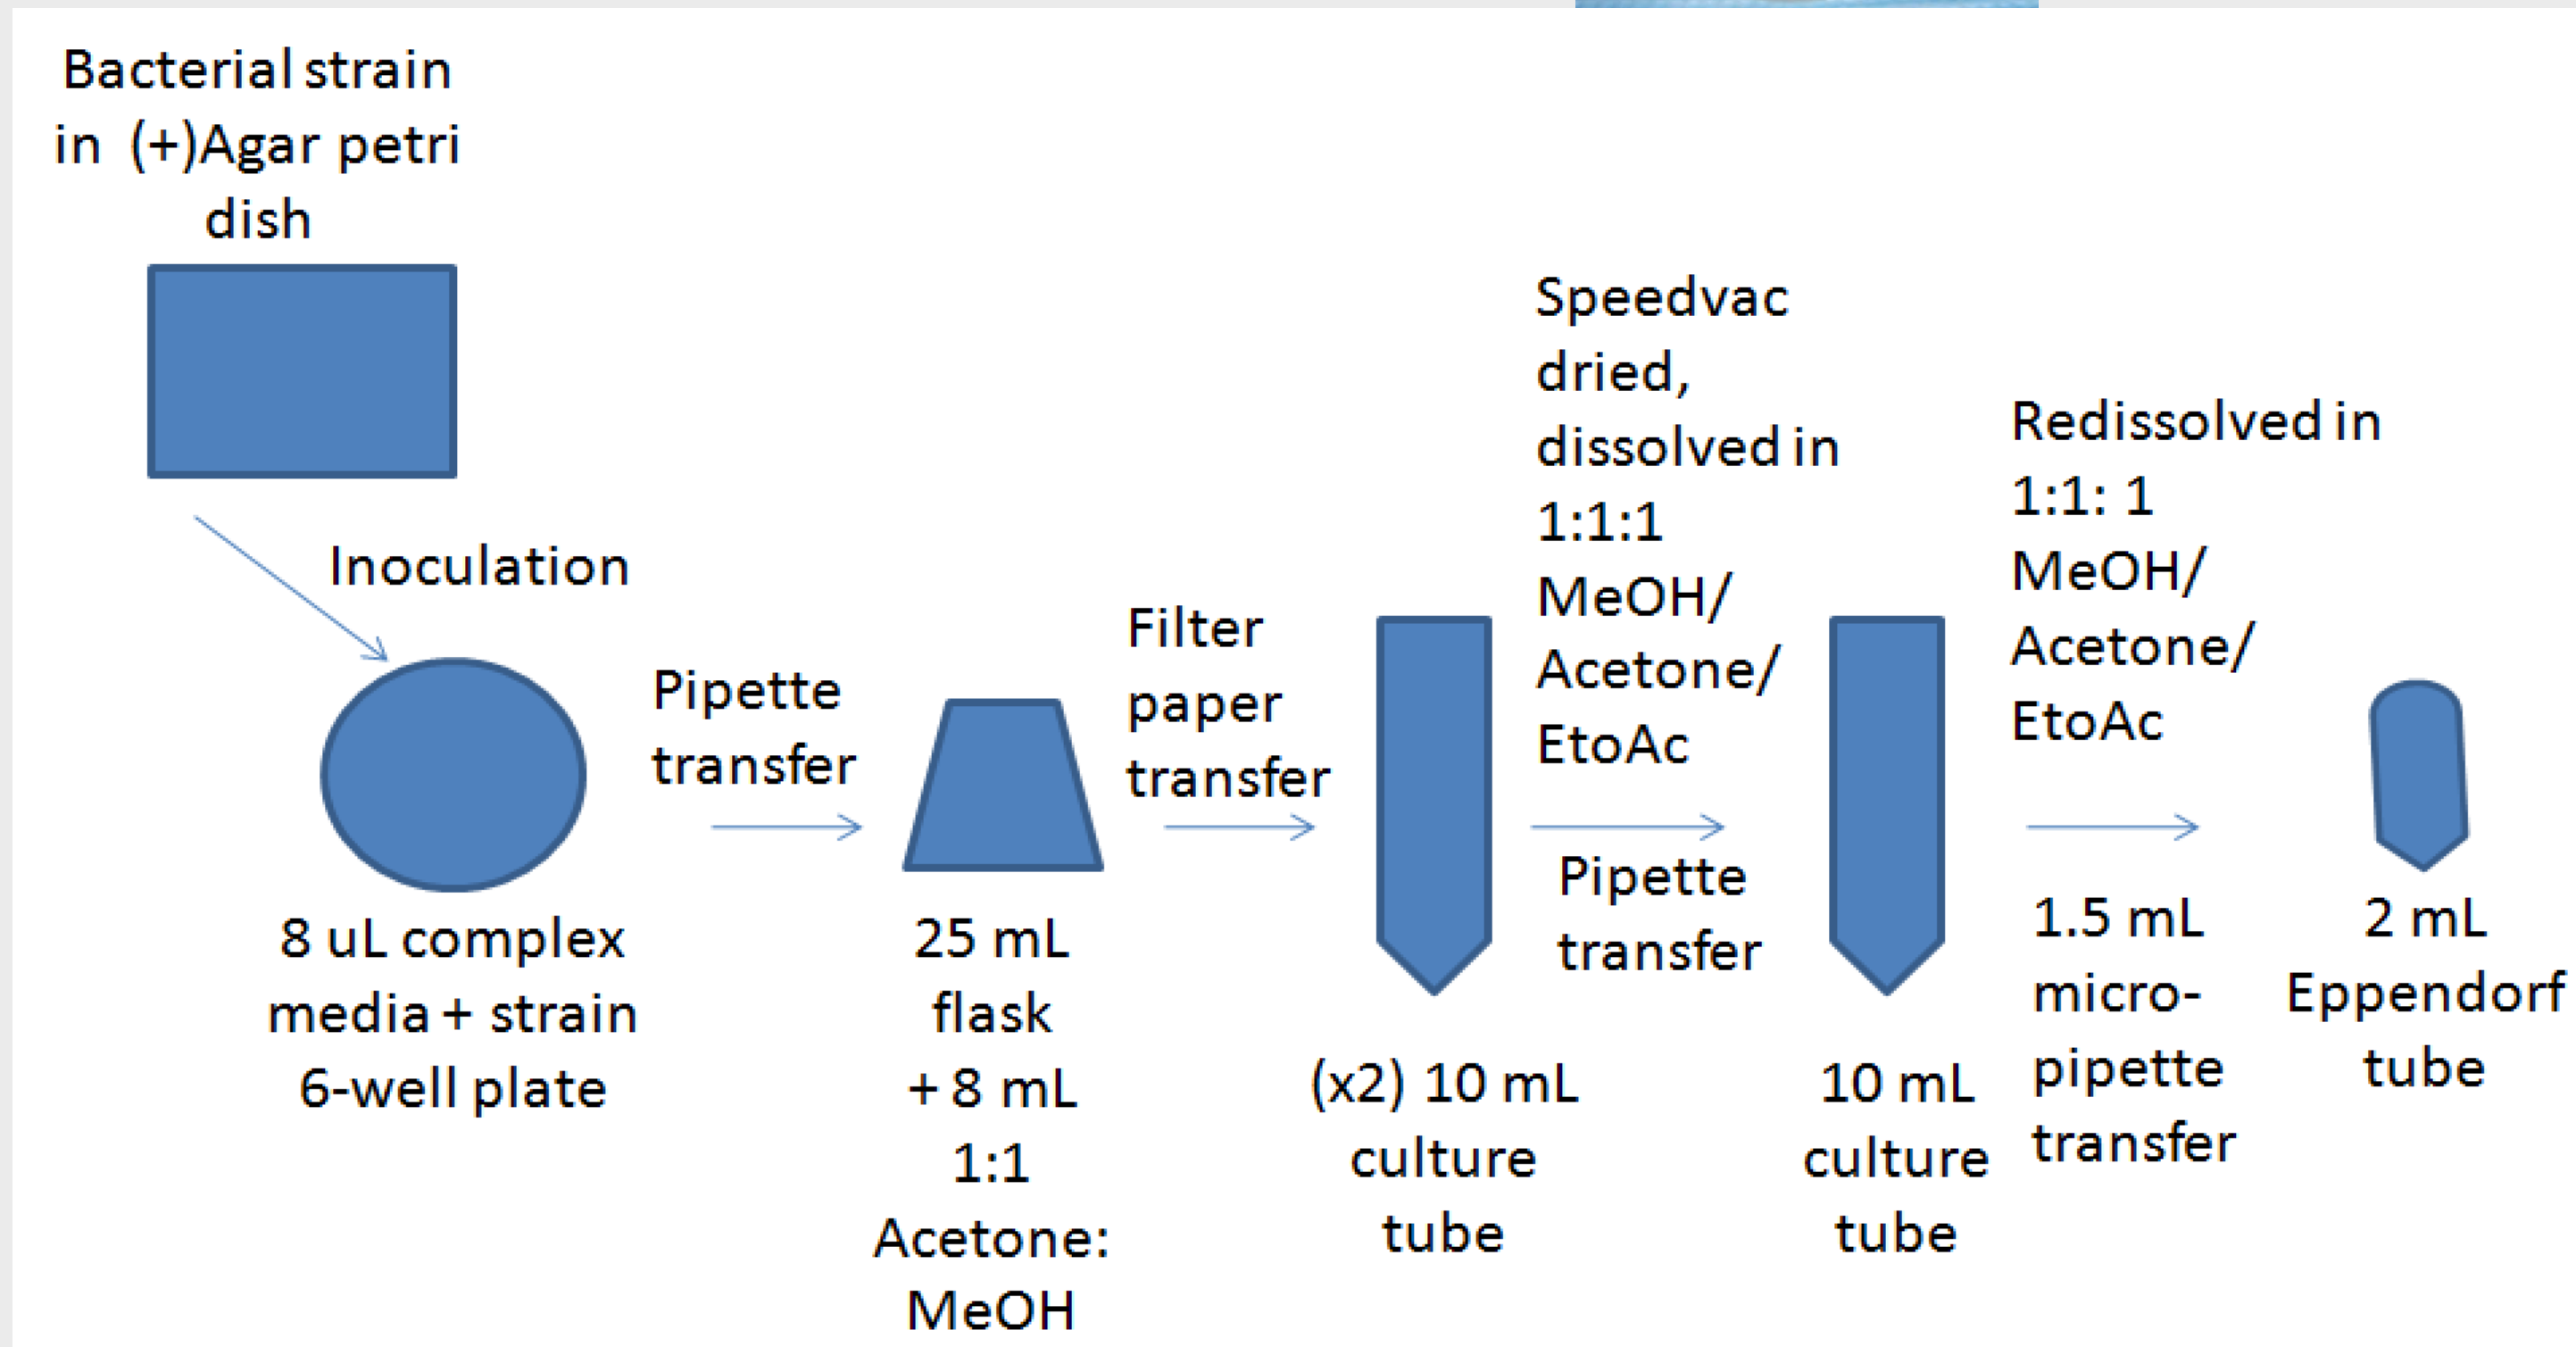 Bacterial strain
in (+)Agar petri
dish
Inoculation
8 uL complex
media + strain
6-well plate
Pipette
transfer
25 mL
flask
+ 8 mL
1:1
Acetone:
MeOH
Filter
paper
transfer
(x2) 10 mL
culture
tube
Speedvac
dried,
dissolved in
1:1:1
MeOH/
Acetone/
EtoAc
Pipette
transfer
10 mL
culture
tube
Redissolved in
1:1: 1
MeOH/
Acetone/
EtoAc
1.5 mL
micro-
pipette
transfer
2 mL
Eppendorf
tube